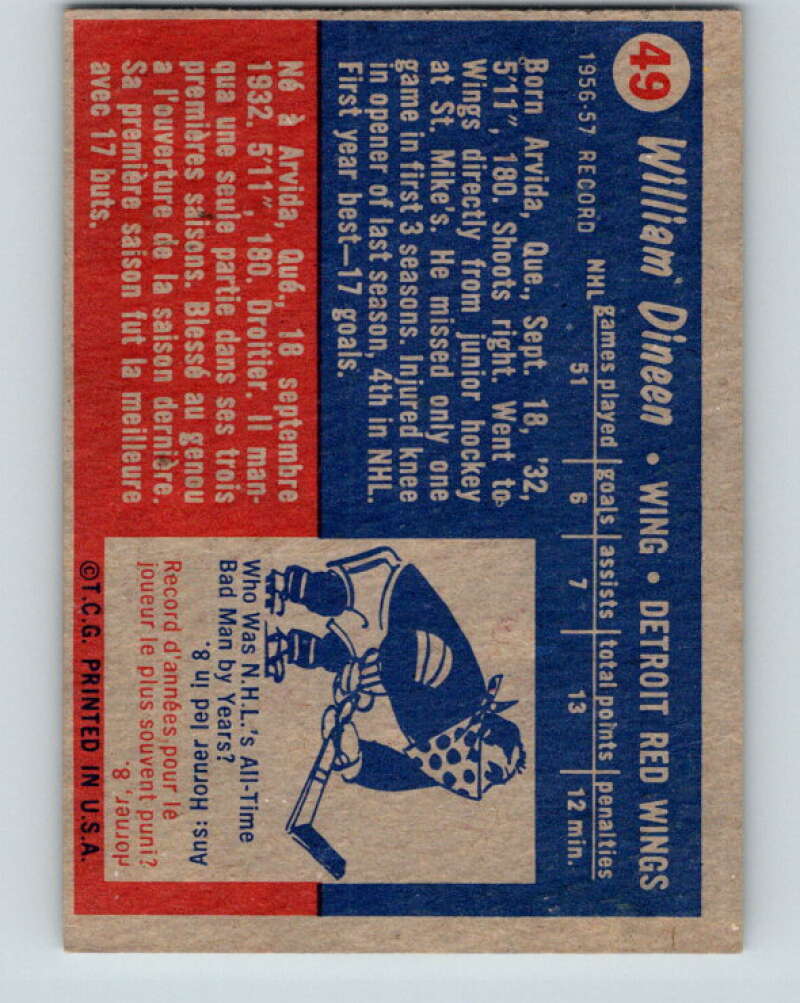 49 William Dineen • WING • DETROIT RED WINGS
1956-57 RECORD NHL games played goals assists total points penalties
51 6 7 13 12 min.
Born, Arvida, Que., Sept. 18, '32,
5'11", 180. Shoots right. Went to
Wings directly from junior hockey
at St. Mike's. He missed only one
game in first 3 seasons. Injured knee
in opener of last season, 4th in NHL.
First year best—17 goals.
Né à Arvida, Qué., 18 septembre
1932. 5'11", 180. Droitier. Il man-
qua une seule partie dans ses trois
premières saisons. Blessé au genou
a l'ouverture de la saison dernière.
Sa première saison fut la meilleure
avec 17 buts.
Who Was N.H.L.'s All-Time
Bad Man by Years?
Ans: Horner led in 8.
Record d'années pour le
joueur le plus souvent puni?
Horner, 8.
©T.C.G. PRINTED IN U.S.A.